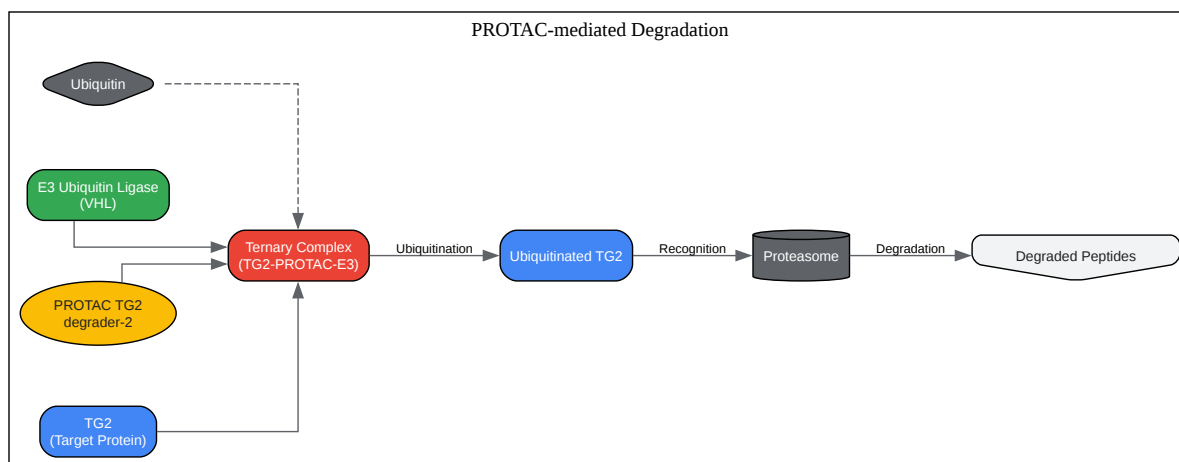 PROTAC-mediated Degradation
Ubiquitin
E3 Ubiquitin Ligase
(VHL)
Ternary Complex
(TG2-PROTAC-E3)
Ubiquitination
Ubiquitinated TG2
Recognition
Proteasome
Degradation
Degraded Peptides
PROTAC TG2
degrader-2
TG2
(Target Protein)